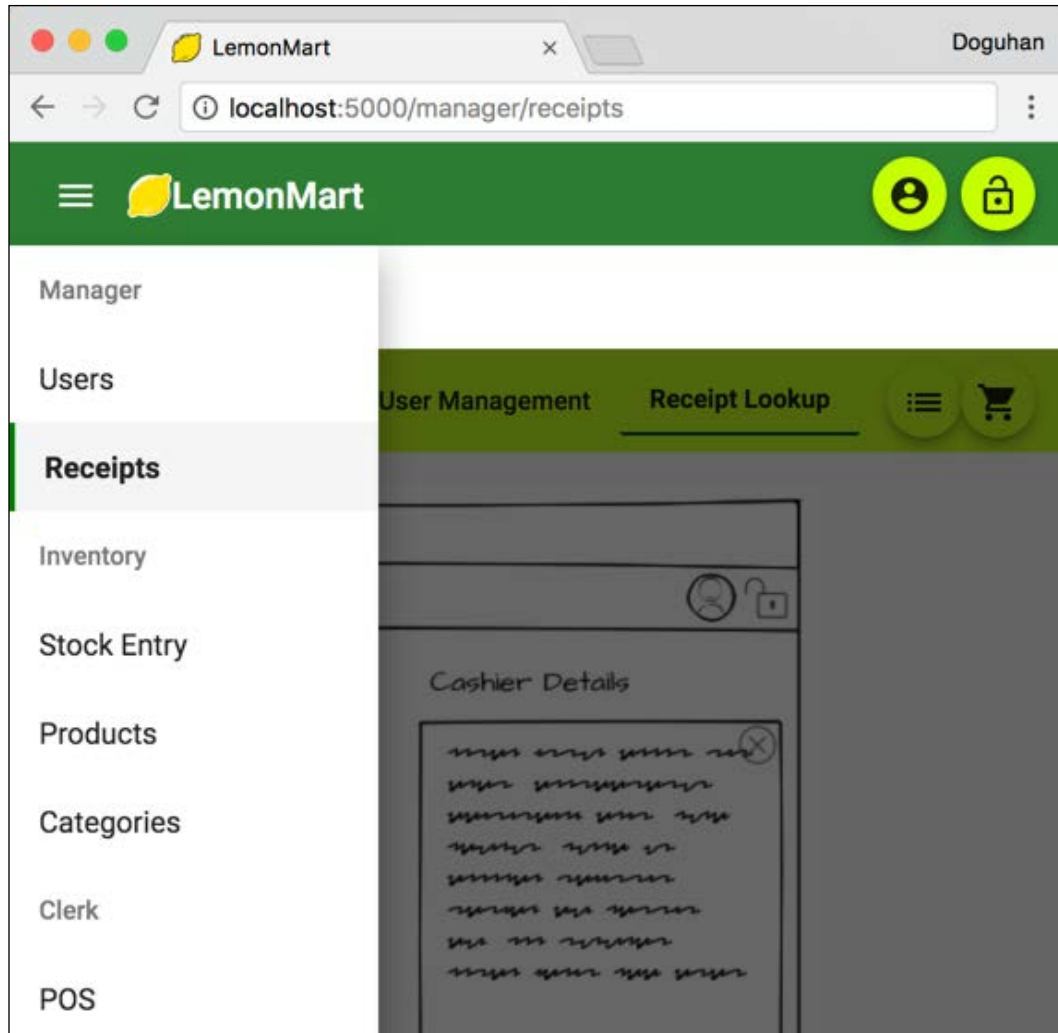 LemonMart
Doguhan
localhost:5000/manager/receipts
LemonMart
Manager
Users
User Management
Receipt Lookup
Receipts
Inventory
Stock Entry
Cashier Details
Products
Categories
Clerk
POS